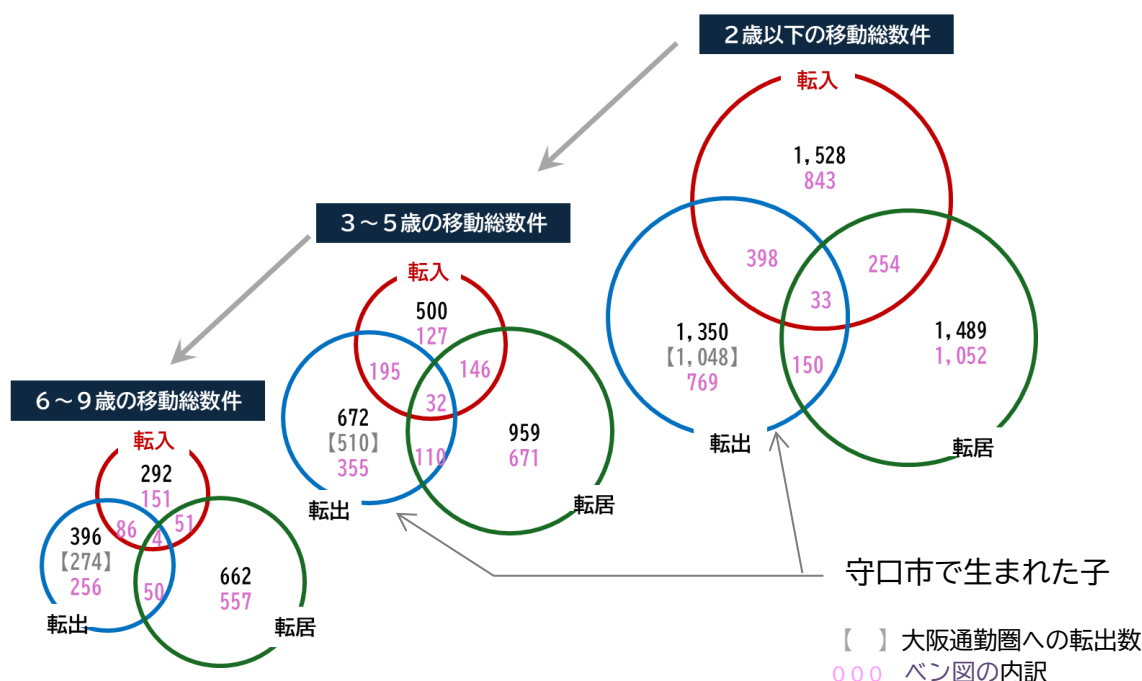 ２歳以下の移動総数件
転入
1,528
843
398
254
33
1,350
【1,048】
769
150
1,489
1,052
転出
転居
３～５歳の移動総数件
転入
500
127
195
146
32
672
【510】
355
110
959
671
転出
転居
６～９歳の移動総数件
転入
292
151
86
51
4
396
【274】
256
50
662
557
転出
転居
守口市で生まれた子
【　】大阪通勤圏への転出数
０００　ベン図の内訳